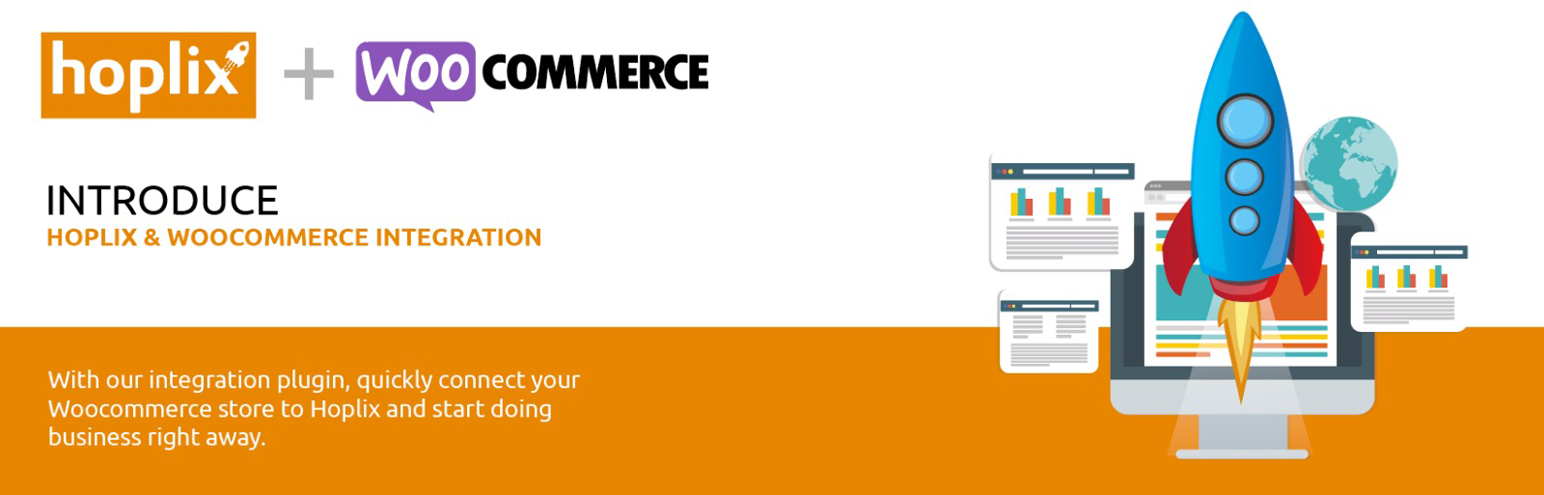 hoplix + WOO COMMERCE
INTRODUCE
HOPLIX & WOOCOMMERCE INTEGRATION
With our integration plugin, quickly connect your
Woocommerce store to Hoplix and start doing
business right away.